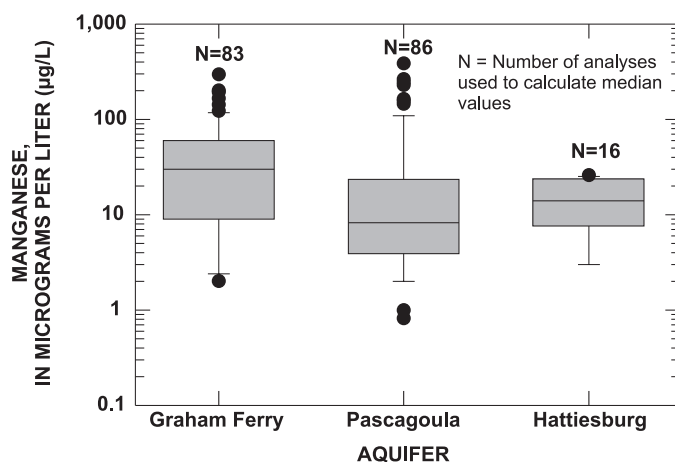 MANGANESE,
IN MICROGRAMS PER LITER (µg/L)
1,000
100
10
1
0.1
N=83
N=86
N=16
N = Number of analyses
used to calculate median
values
Graham Ferry
Pascagoula
Hattiesburg
AQUIFER